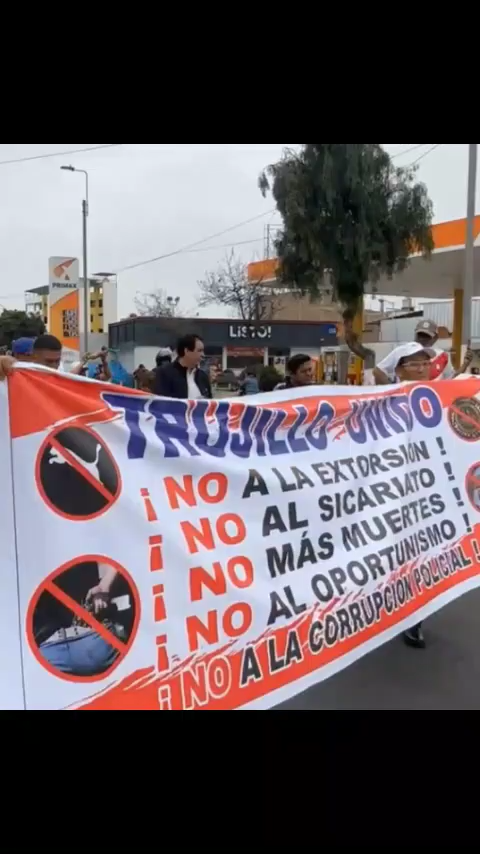 PRIMAX
LiSTO!
TRUJILLO UNIDO
¡NO A LA EXTORSIÓN!
¡NO AL SICARIATO!
¡NO MÁS MUERTES!
¡NO AL OPORTUNISMO!
¡NO A LA CORRUPCIÓN POLICIAL!